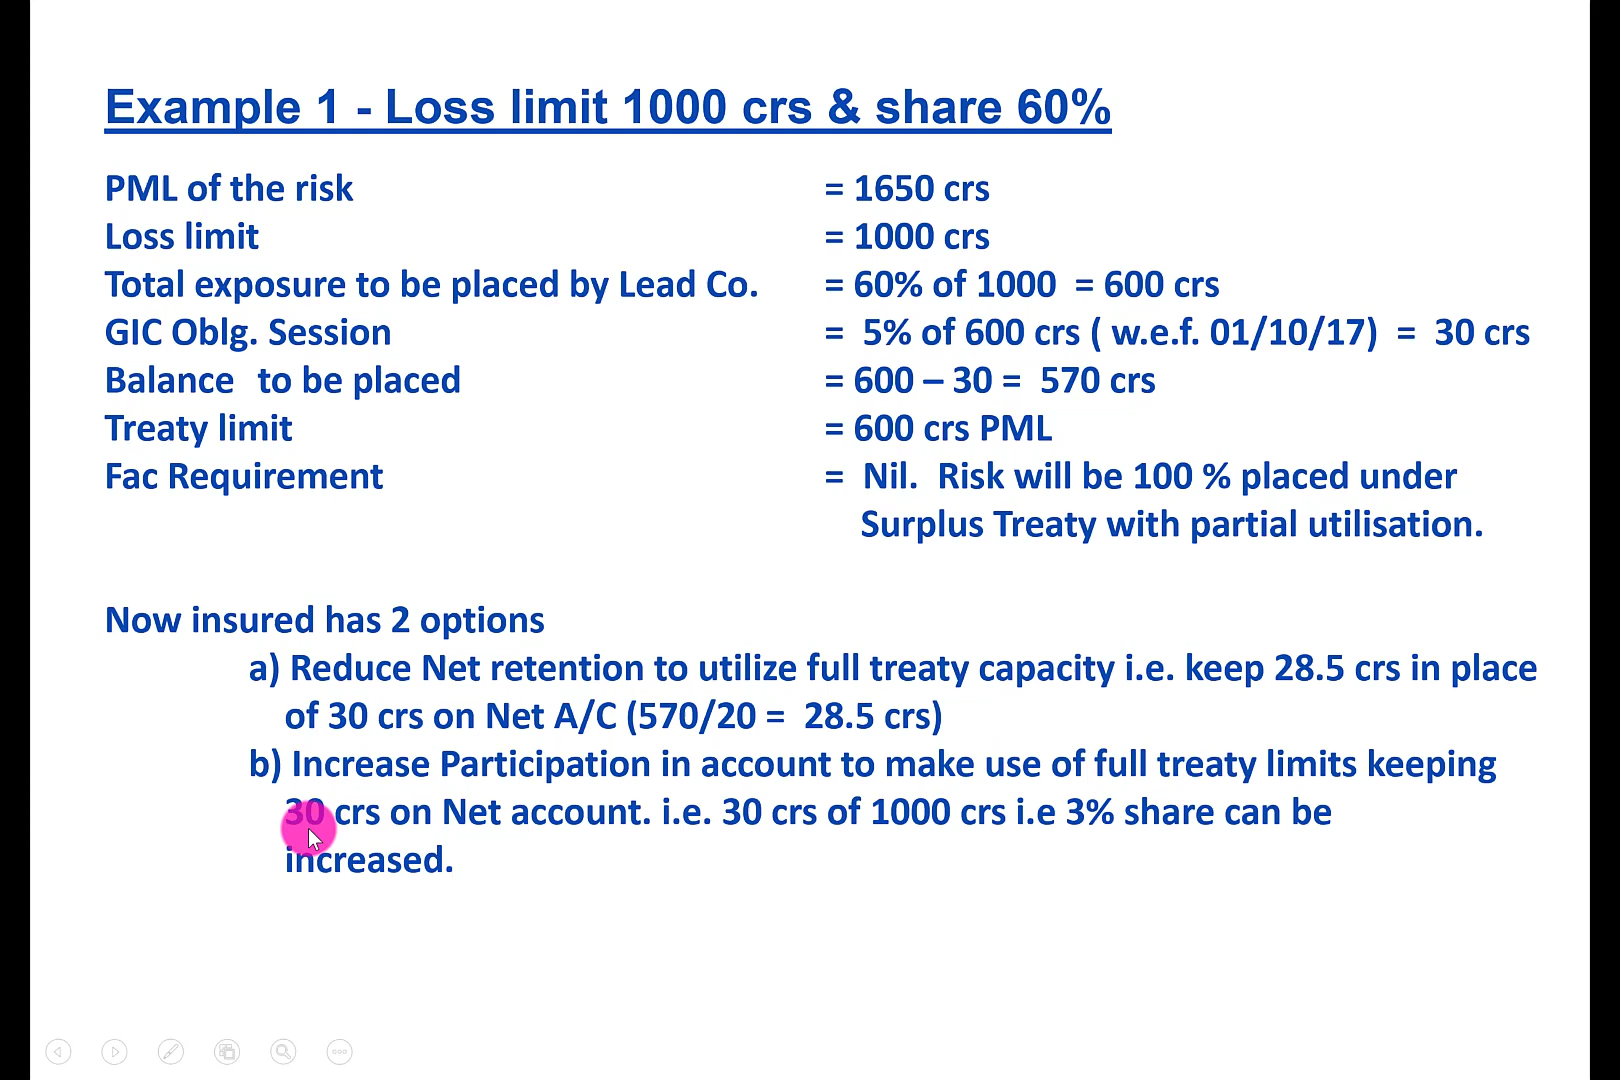 Example 1 - Loss limit 1000 crs & share 60%
PML of the risk = 1650 crs
Loss limit = 1000 crs
Total exposure to be placed by Lead Co. = 60% of 1000 = 600 crs
GIC Oblg. Session = 5% of 600 crs ( w.e.f. 01/10/17) = 30 crs
Balance to be placed = 600 – 30 = 570 crs
Treaty limit = 600 crs PML
Fac Requirement = Nil. Risk will be 100 % placed under
Surplus Treaty with partial utilisation.
Now insured has 2 options
a) Reduce Net retention to utilize full treaty capacity i.e. keep 28.5 crs in place
of 30 crs on Net A/C (570/20 = 28.5 crs)
b) Increase Participation in account to make use of full treaty limits keeping
30 crs on Net account. i.e. 30 crs of 1000 crs i.e 3% share can be
increased.